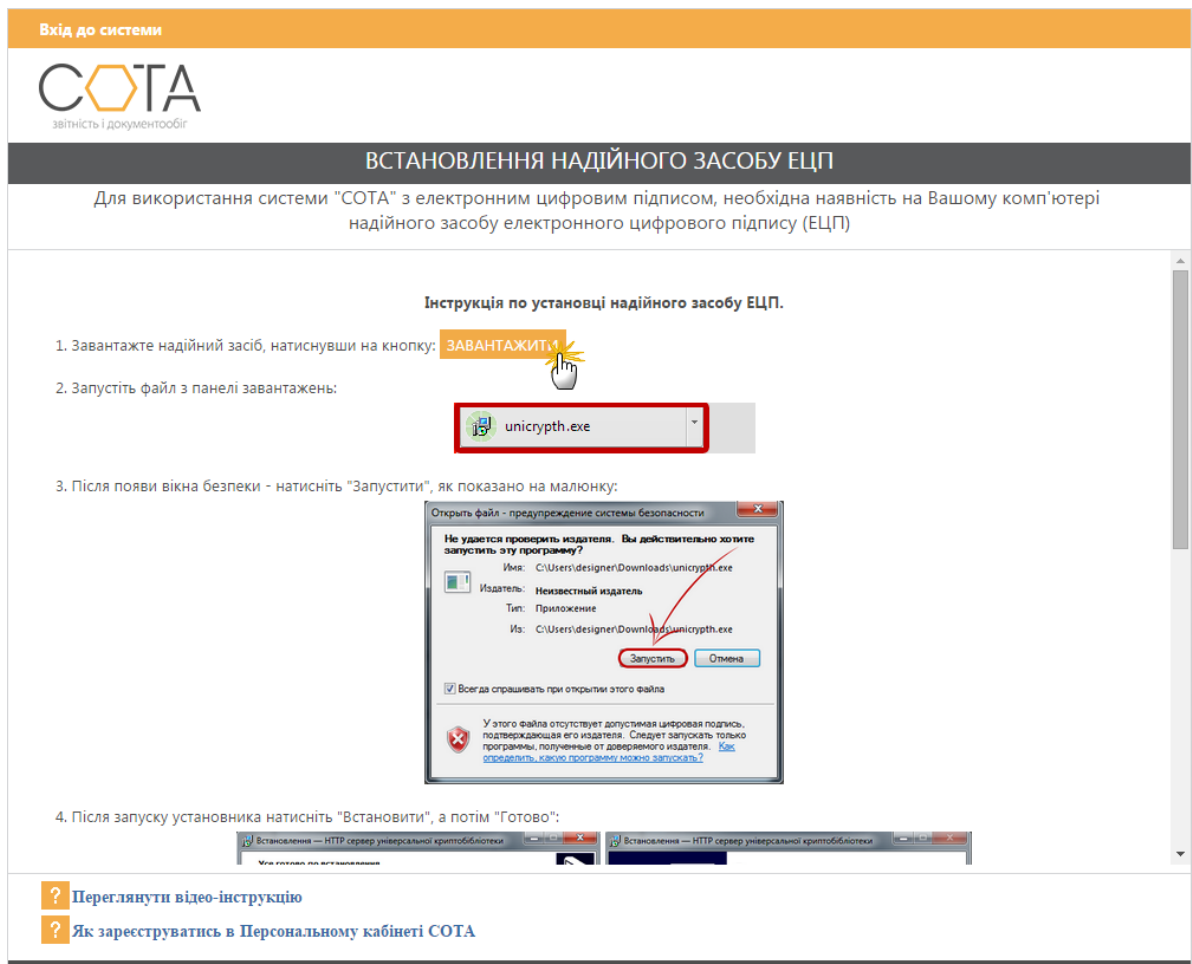 Вхід до системи
СОТА
звітність і документообіг
ВСТАНОВЛЕННЯ НАДІЙНОГО ЗАСОБУ ЕЦП
Для використання системи "СОТА" з електронним цифровим підписом, необхідна наявність на Вашому комп'ютері
надійного засобу електронного цифрового підпису (ЕЦП)
Інструкція по установці надійного засобу ЕЦП.
1. Завантажте надійний засіб, натиснувши на кнопку: ЗАВАНТАЖИТИ
2. Запустіть файл з панелі завантажень:
unicrypth.exe
3. Після появи вікна безпеки - натисніть "Запустити", як показано на малюнку:
Открыть файл - предупреждение системы безопасности
Не удается проверить издателя. Вы действительно хотите
запустить эту программу?
Имя: C:\Users\designer\Downloads\unicrypth.exe
Издатель: Неизвестный издатель
Тип: Приложение
Из: C:\Users\designer\Downloads\unicrypth.exe
Запустить Отмена
Всегда спрашивать при открытии этого файла
У этого файла отсутствует допустимая цифровая подпись,
подтверждающая его издателя. Следует запускать только
программы, полученные от доверяемого издателя. Как
определить, какую программу можно запускать?
4. Після запуску установника натисніть "Встановити", а потім "Готово":
Встановлення — HTTP сервер універсальної криптобібліотеки
Встановлення — HTTP сервер універсальної криптобібліотеки
Усе готово до встановлення
? Переглянути відео-інструкцію
? Як зареєструватись в Персональному кабінеті СОТА